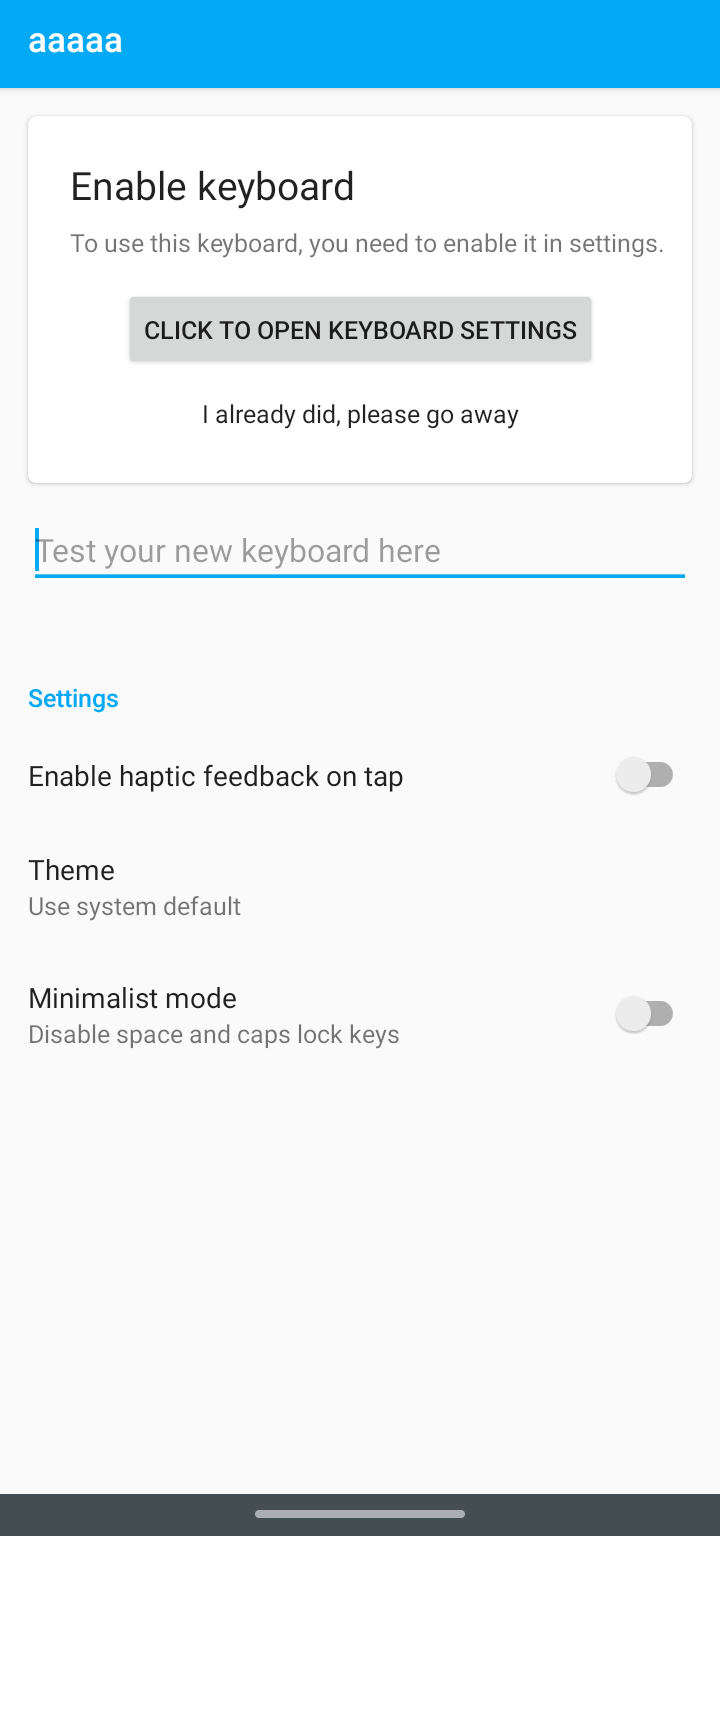 aaaaa
Enable keyboard
To use this keyboard, you need to enable it in settings.
CLICK TO OPEN KEYBOARD SETTINGS
I already did, please go away
Test your new keyboard here
Settings
Enable haptic feedback on tap
Theme
Use system default
Minimalist mode
Disable space and caps lock keys